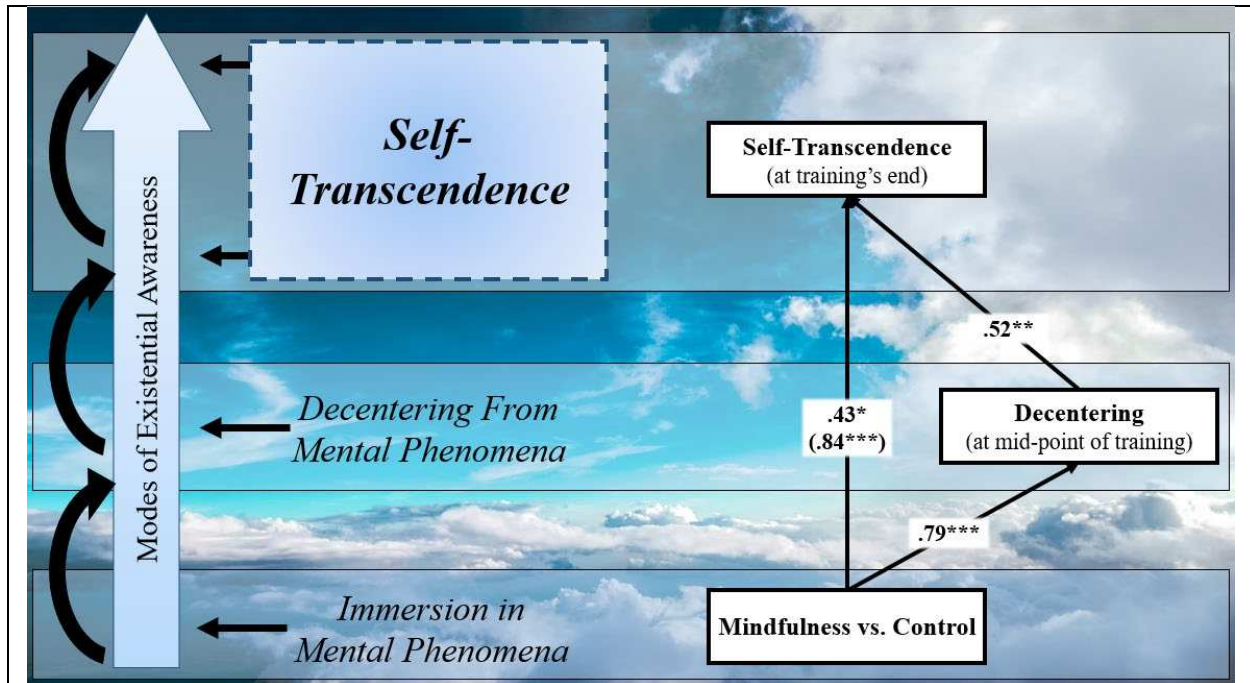 Modes of Existential Awareness
Self-
Transcendence
Decentering From
Mental Phenomena
Immersion in
Mental Phenomena
Self-Transcendence
(at training's end)
.52**
.43*
(.84***)
Decentering
(at mid-point of training)
.79***
Mindfulness vs. Control